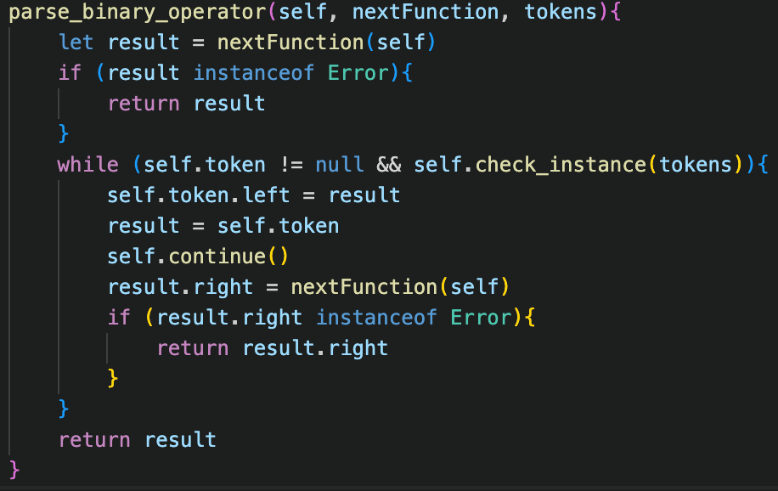 parse_binary_operator(self, nextFunction, tokens){
    let result = nextFunction(self)
    if (result instanceof Error){
        return result
    }
    while (self.token != null && self.check_instance(tokens)){
        self.token.left = result
        result = self.token
        self.continue()
        result.right = nextFunction(self)
        if (result.right instanceof Error){
            return result.right
        }
    }
    return result
}